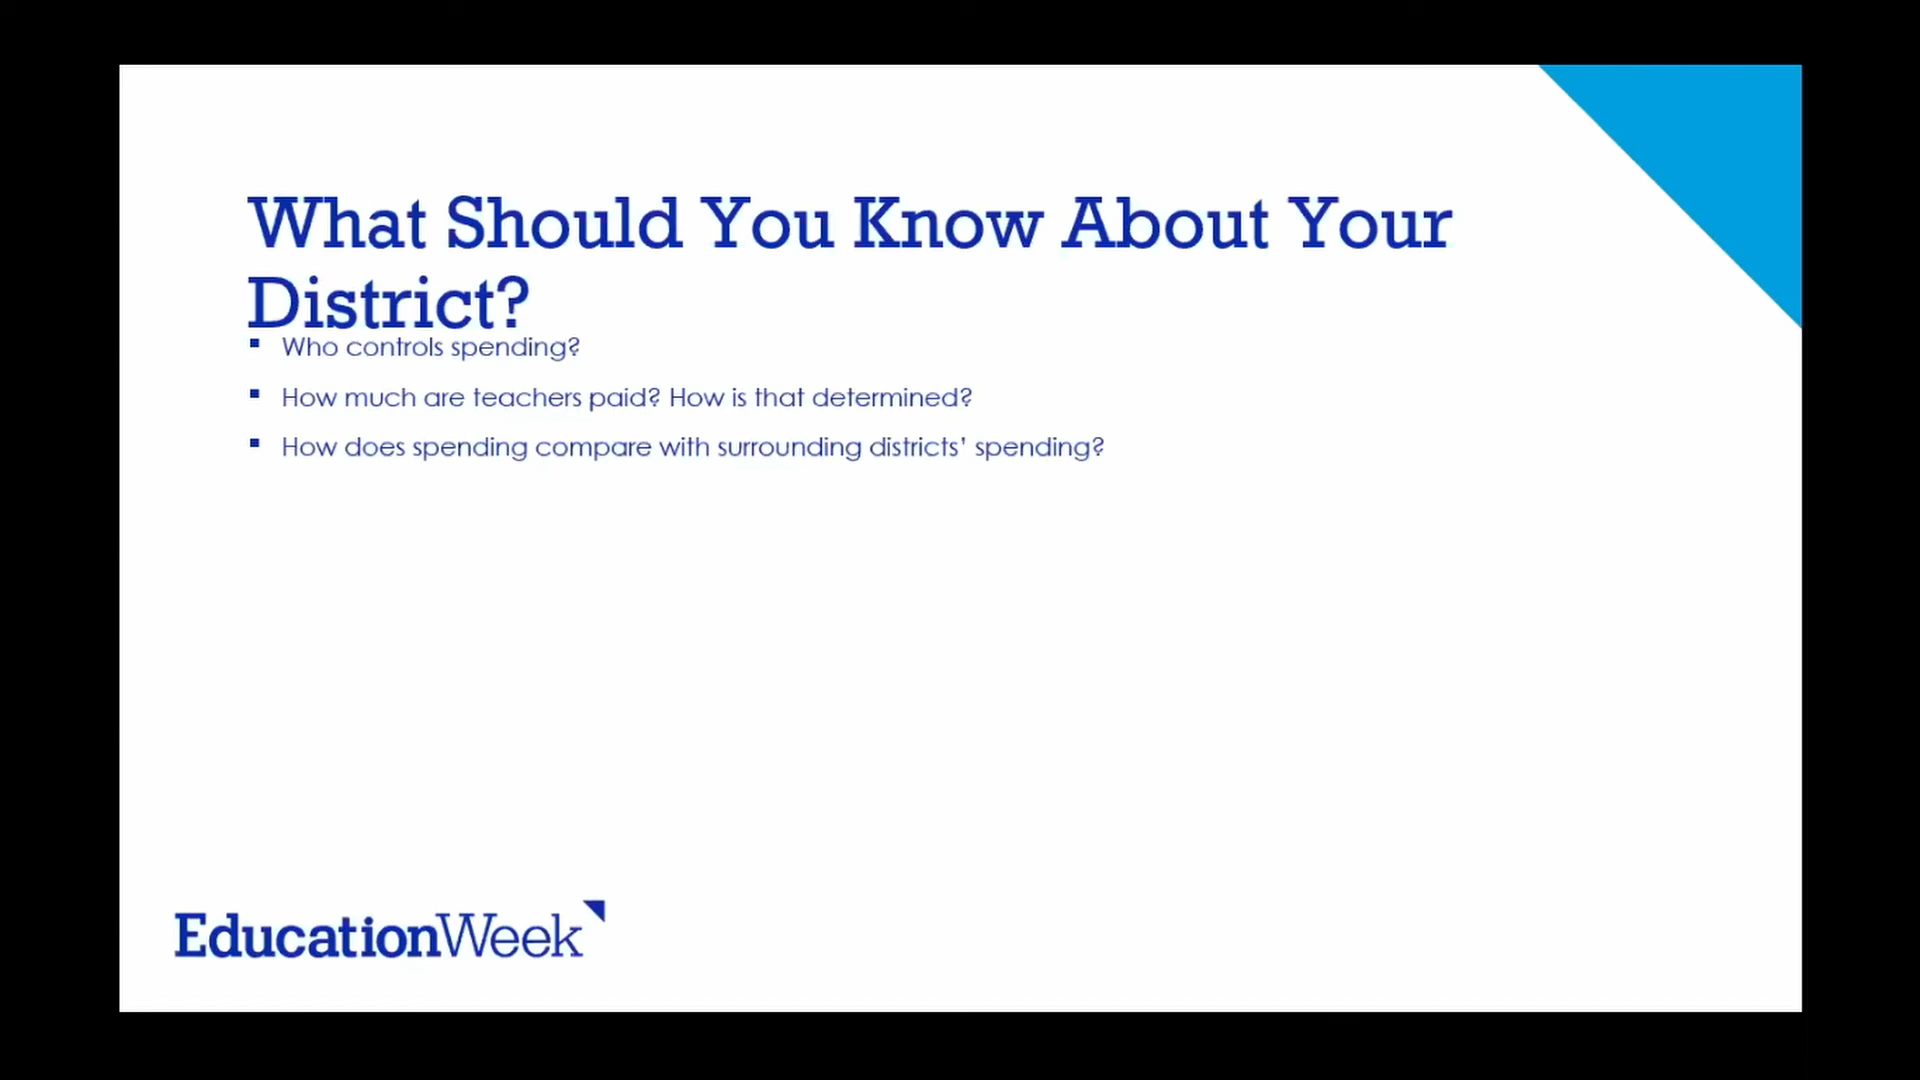 What Should You Know About Your
District?
▪ Who controls spending?
▪ How much are teachers paid? How is that determined?
▪ How does spending compare with surrounding districts’ spending?
EducationWeek